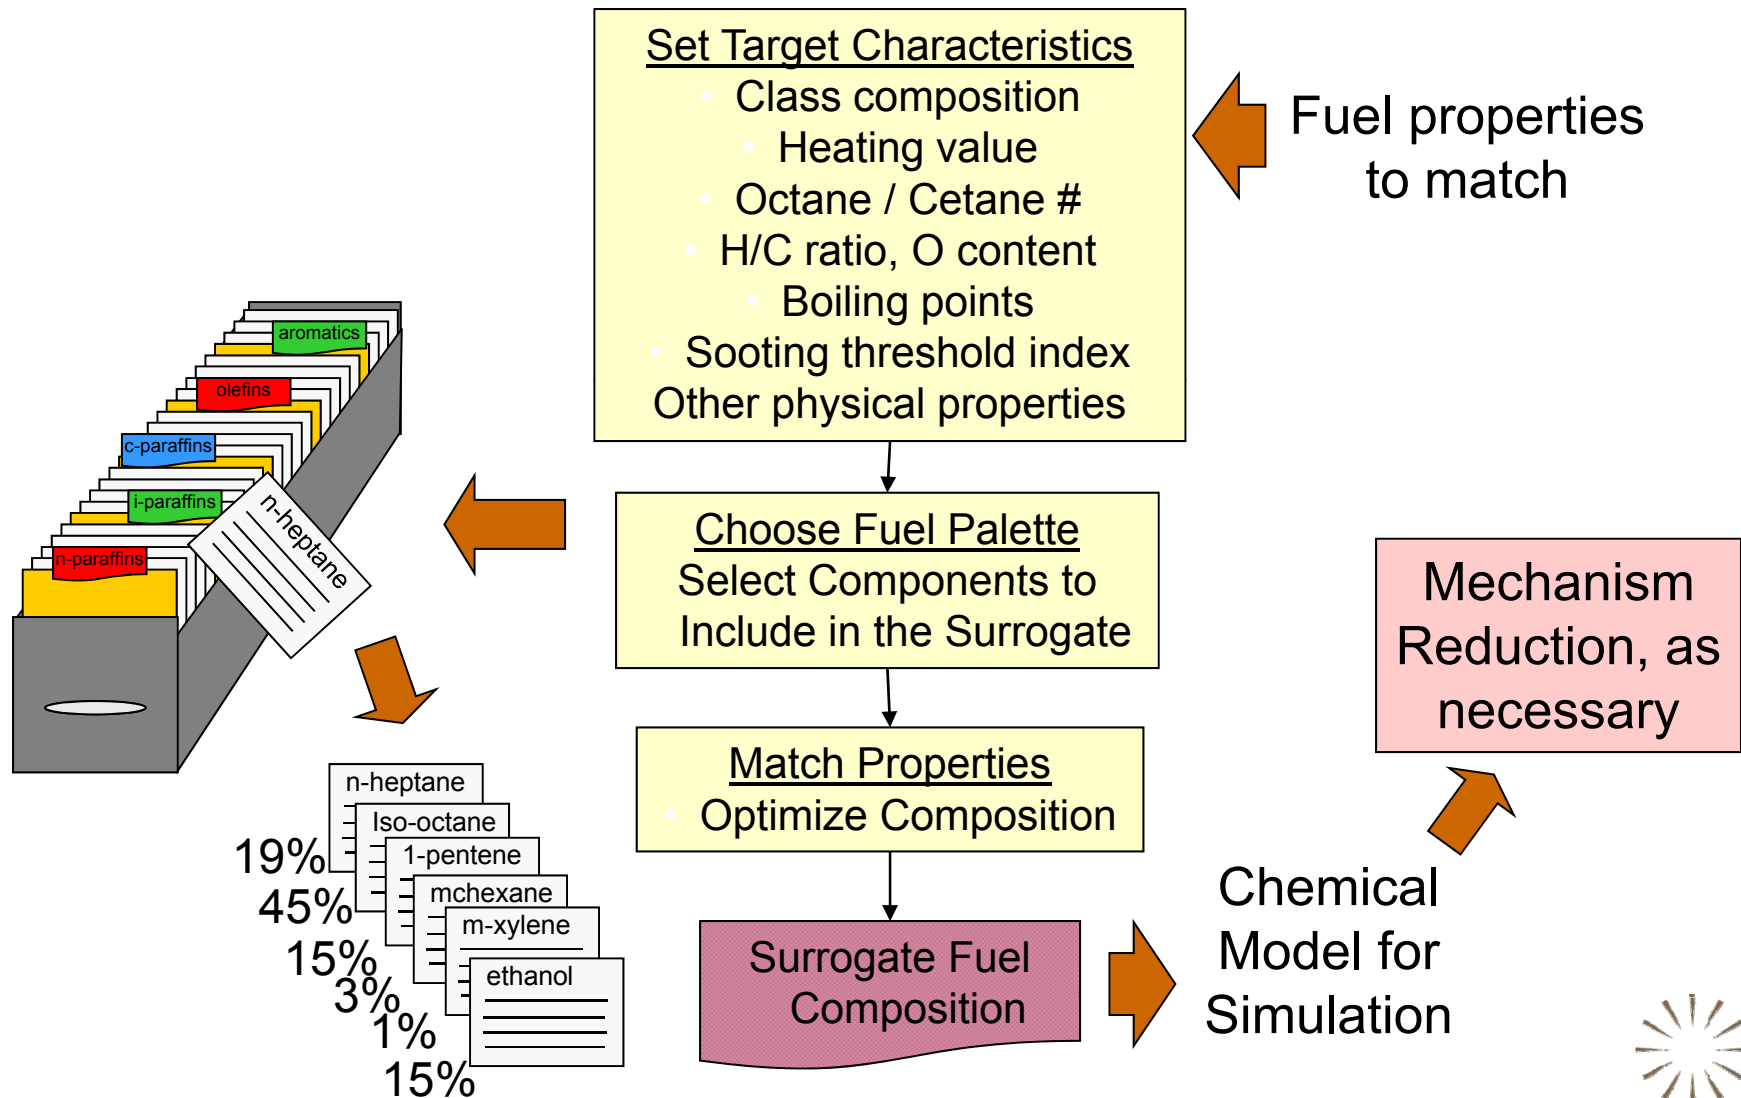 Set Target Characteristics
• Class composition
• Heating value
• Octane / Cetane #
• H/C ratio, O content
• Boiling points
• Sooting threshold index
Other physical properties
Fuel properties
to match
aromatics
olefins
c-paraffins
i-paraffins
n-paraffins
n-heptane
Choose Fuel Palette
Select Components to
Include in the Surrogate
Mechanism
Reduction, as
necessary
Match Properties
• Optimize Composition
n-heptane
Iso-octane
1-pentene
mchexane
m-xylene
ethanol
19%
45%
15%
3%
1%
15%
Surrogate Fuel
Composition
Chemical
Model for
Simulation